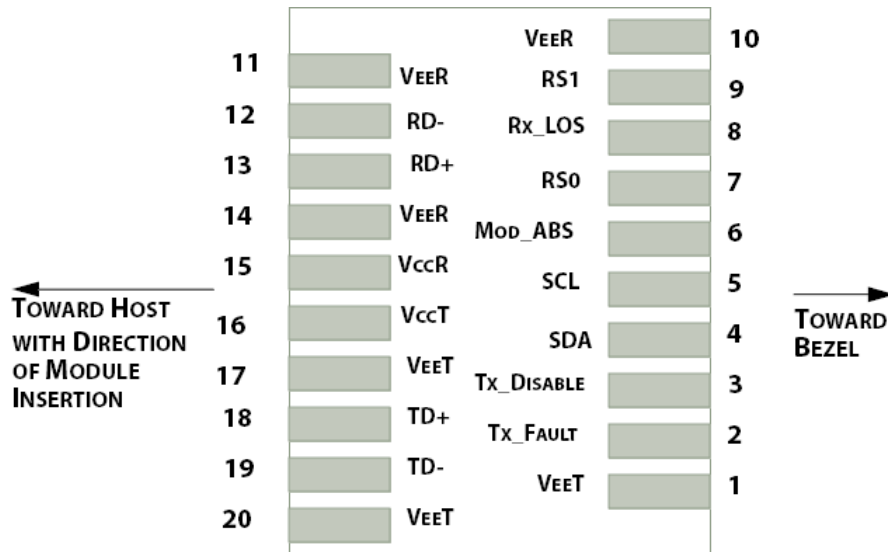 VEER 10
11 VEER
RS1 9
12 RD-
RX_LOS 8
13 RD+
RS0 7
14 VEER
MOD_ABS 6
15 VCCR
SCL 5
TOWARD HOST
WITH DIRECTION
OF MODULE
INSERTION
16 VCCT
SDA 4
TOWARD
BEZEL
17 VEET
TX_DISABLE 3
18 TD+
TX_FAULT 2
19 TD-
VEET 1
20 VEET